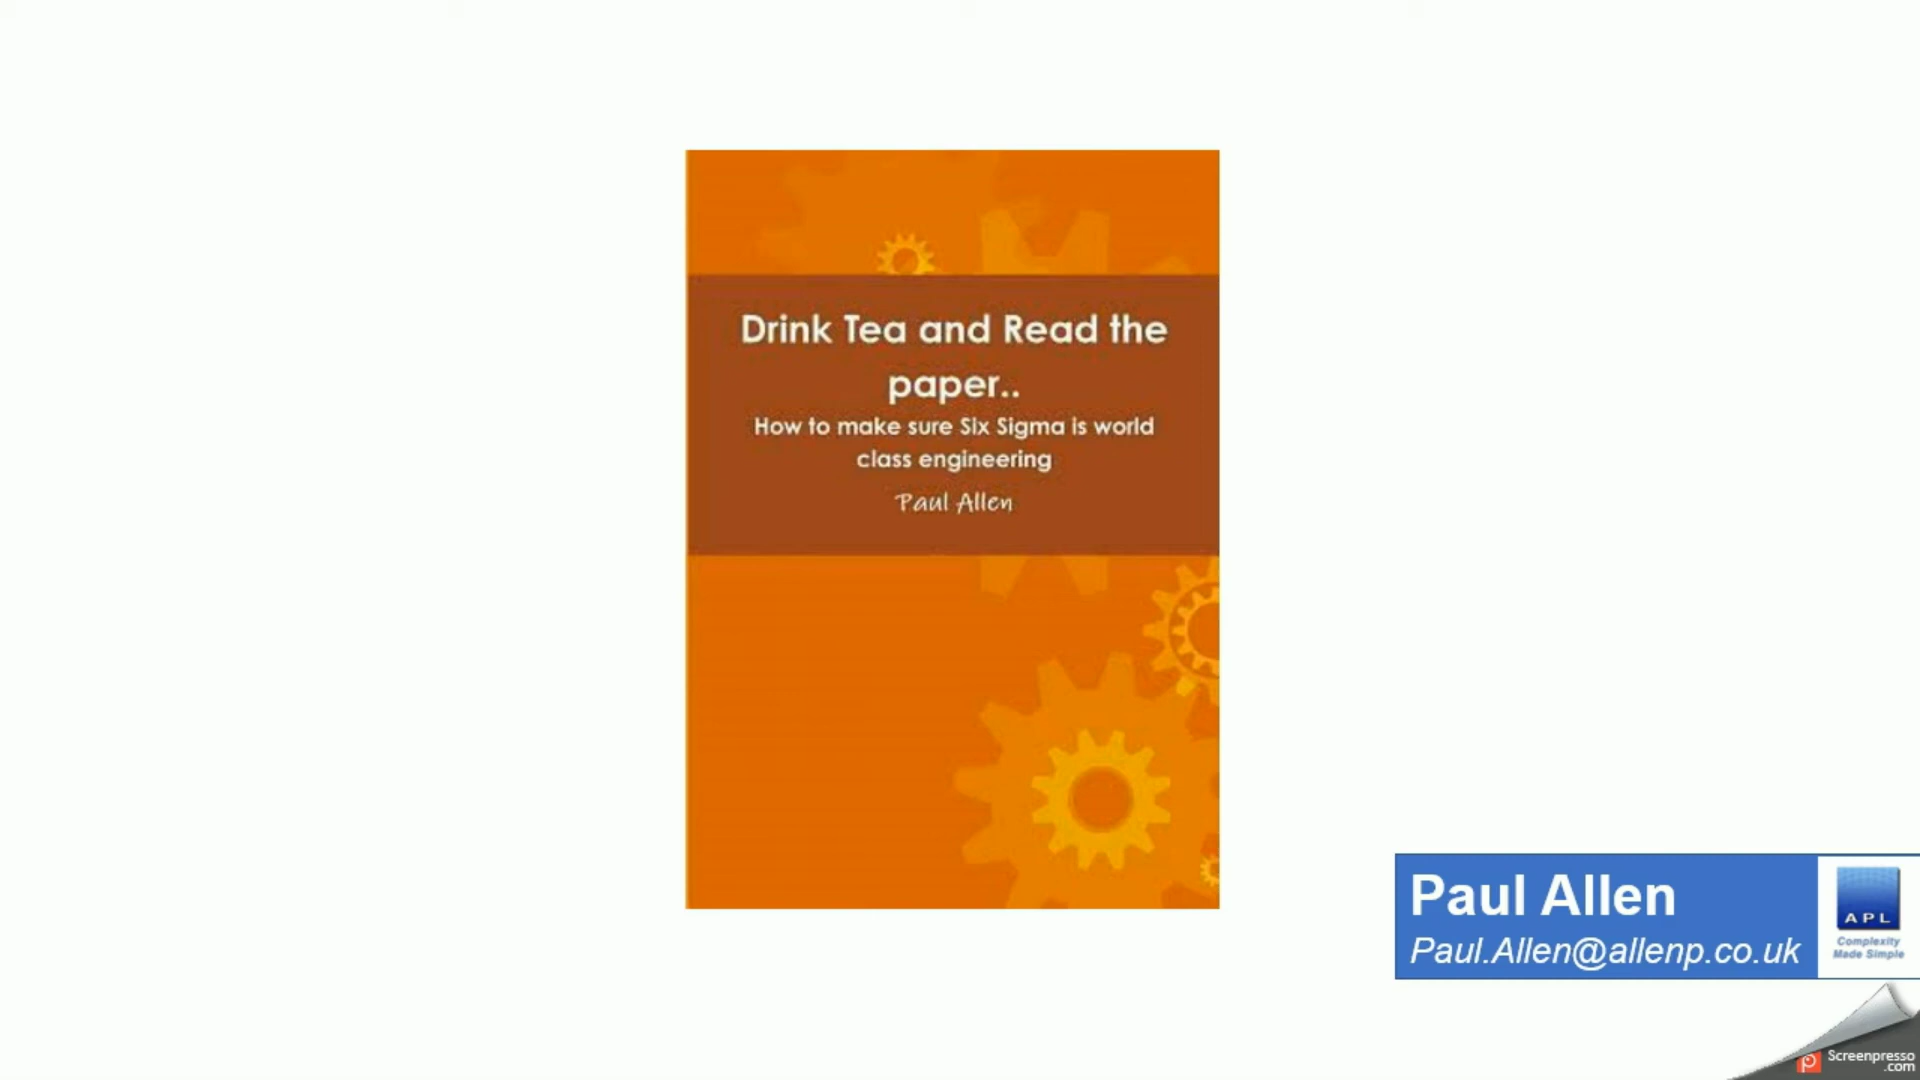 Drink Tea and Read the
paper..
How to make sure Six Sigma is world
class engineering
Paul Allen
Paul Allen
Paul.Allen@allenp.co.uk
APL
Complexity
Made Simple
Screenpresso
.com